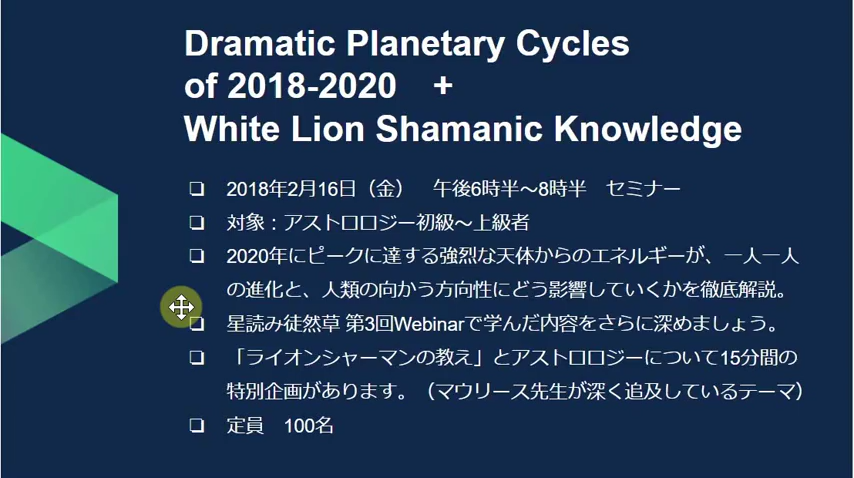 Dramatic Planetary Cycles
of 2018-2020 +
White Lion Shamanic Knowledge
❏ 2018年2月16日（金） 午後6時半〜8時半 セミナー
❏ 対象：アストロロジー初級〜上級者
❏ 2020年にピークに達する強烈な天体からのエネルギーが、一人一人
の進化と、人類の向かう方向性にどう影響していくかを徹底解説。
❏ 星読み徒然草 第3回Webinarで学んだ内容をさらに深めましょう。
❏ 「ライオンシャーマンの教え」とアストロロジーについて15分間の
特別企画があります。（マウリース先生が深く追及しているテーマ）
❏ 定員 100名